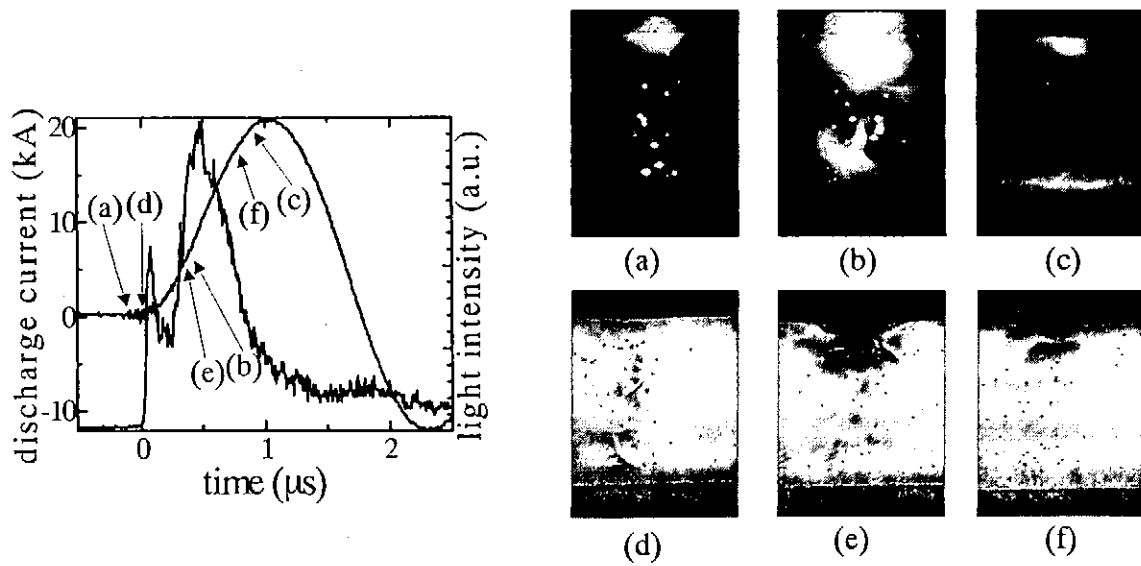 discharge current (kA)
20
10
0
-10
(a) (d)
(f) (c)
(e) (b)
0 1 2
time (μs)
light intensity (a.u.)
(a) (b) (c)
(d) (e) (f)